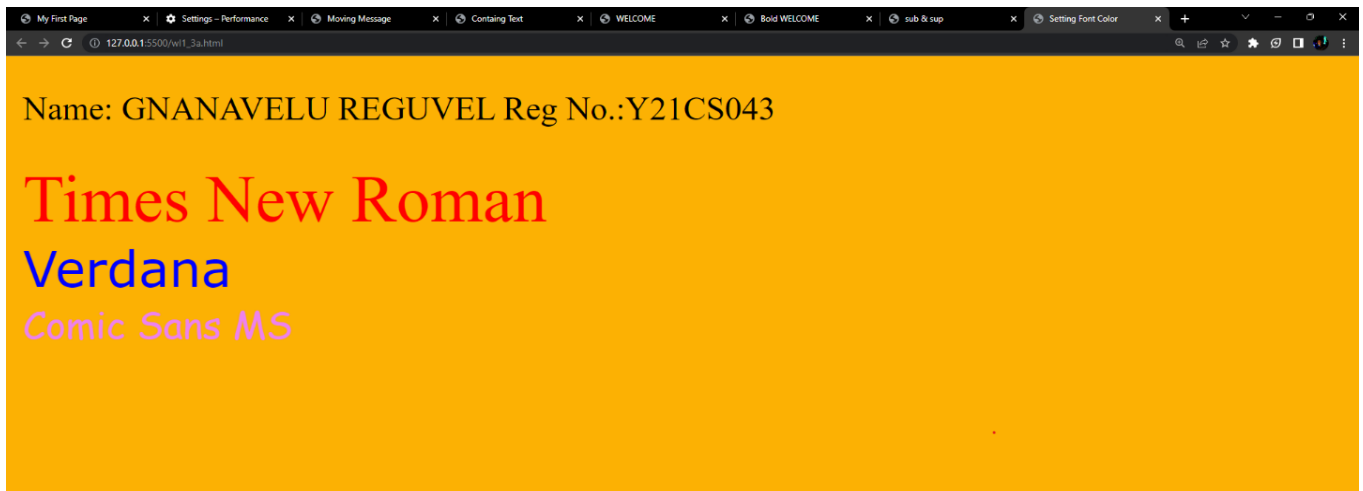 My First Page
Settings – Performance
Moving Message
Containg Text
WELCOME
Bold WELCOME
sub & sup
Setting Font Color
127.0.0.1:5500/wl1_3a.html
Name: GNANAVELU REGUVEL Reg No.:Y21CS043
Times New Roman
Verdana
Comic Sans MS